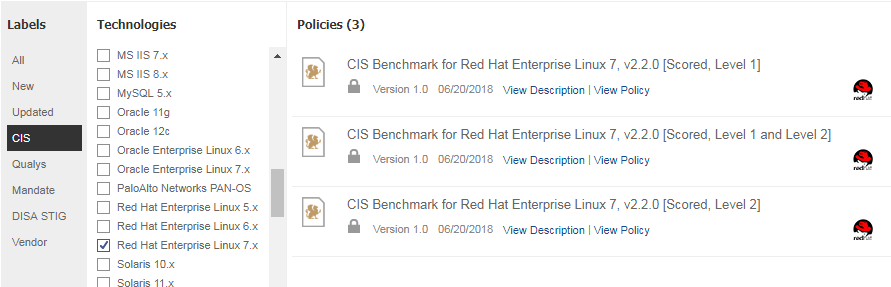 Labels
All
New
Updated
CIS
Qualys
Mandate
DISA STIG
Vendor
Technologies
MS IIS 7.x
MS IIS 8.x
MySQL 5.x
Oracle 11g
Oracle 12c
Oracle Enterprise Linux 6.x
Oracle Enterprise Linux 7.x
PaloAlto Networks PAN-OS
Red Hat Enterprise Linux 5.x
Red Hat Enterprise Linux 6.x
Red Hat Enterprise Linux 7.x
Solaris 10.x
Solaris 11.x
Policies (3)
CIS Benchmark for Red Hat Enterprise Linux 7, v2.2.0 [Scored, Level 1]
Version 1.0 06/20/2018 View Description | View Policy
redhat
CIS Benchmark for Red Hat Enterprise Linux 7, v2.2.0 [Scored, Level 1 and Level 2]
Version 1.0 06/20/2018 View Description | View Policy
redhat
CIS Benchmark for Red Hat Enterprise Linux 7, v2.2.0 [Scored, Level 2]
Version 1.0 06/20/2018 View Description | View Policy
redhat